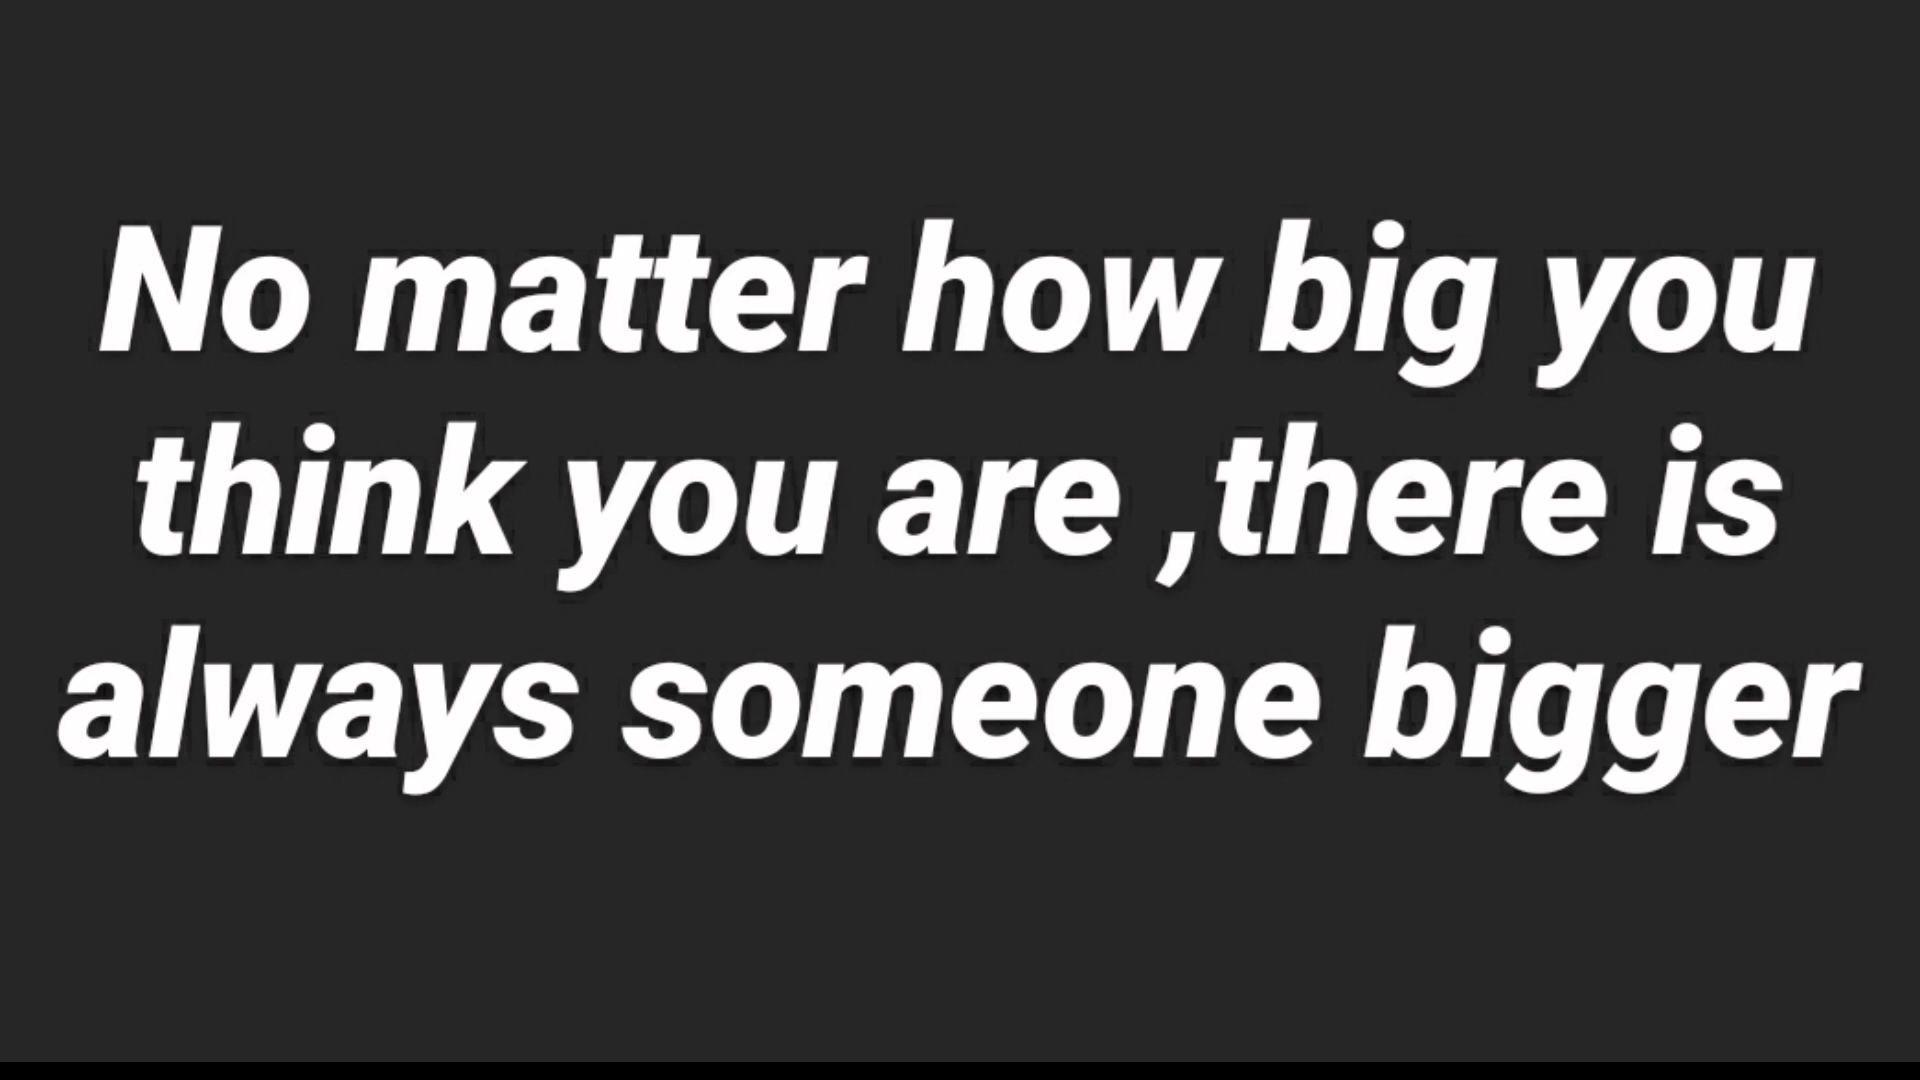 No matter how big you
think you are ,there is
always someone bigger